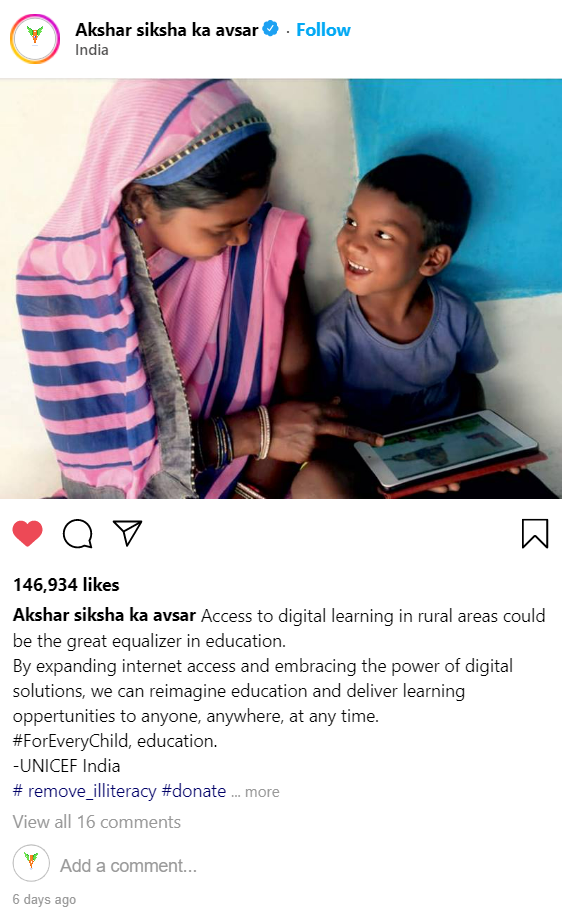 Akshar siksha ka avsar · Follow
India
146,934 likes
Akshar siksha ka avsar Access to digital learning in rural areas could
be the great equalizer in education.
By expanding internet access and embracing the power of digital
solutions, we can reimagine education and deliver learning
oppertunities to anyone, anywhere, at any time.
#ForEveryChild, education.
-UNICEF India
# remove_illiteracy #donate ... more
View all 16 comments
Add a comment...
6 days ago